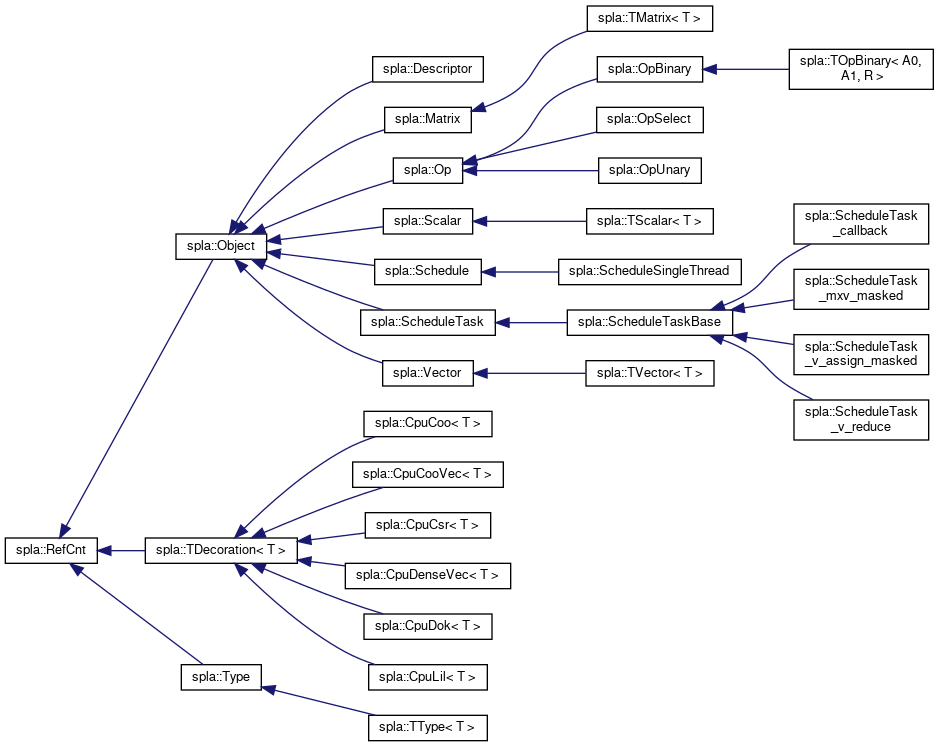 spla::TMatrix< T >
spla::Descriptor
spla::OpBinary
spla::TOpBinary< A0,
A1, R >
spla::Matrix
spla::OpSelect
spla::Op
spla::OpUnary
spla::Scalar
spla::TScalar< T >
spla::ScheduleTask
_callback
spla::Object
spla::Schedule
spla::ScheduleSingleThread
spla::ScheduleTask
_mxv_masked
spla::ScheduleTask
spla::ScheduleTaskBase
spla::ScheduleTask
_v_assign_masked
spla::Vector
spla::TVector< T >
spla::ScheduleTask
_v_reduce
spla::CpuCoo< T >
spla::CpuCooVec< T >
spla::CpuCsr< T >
spla::RefCnt
spla::TDecoration< T >
spla::CpuDenseVec< T >
spla::CpuDok< T >
spla::Type
spla::CpuLil< T >
spla::TType< T >